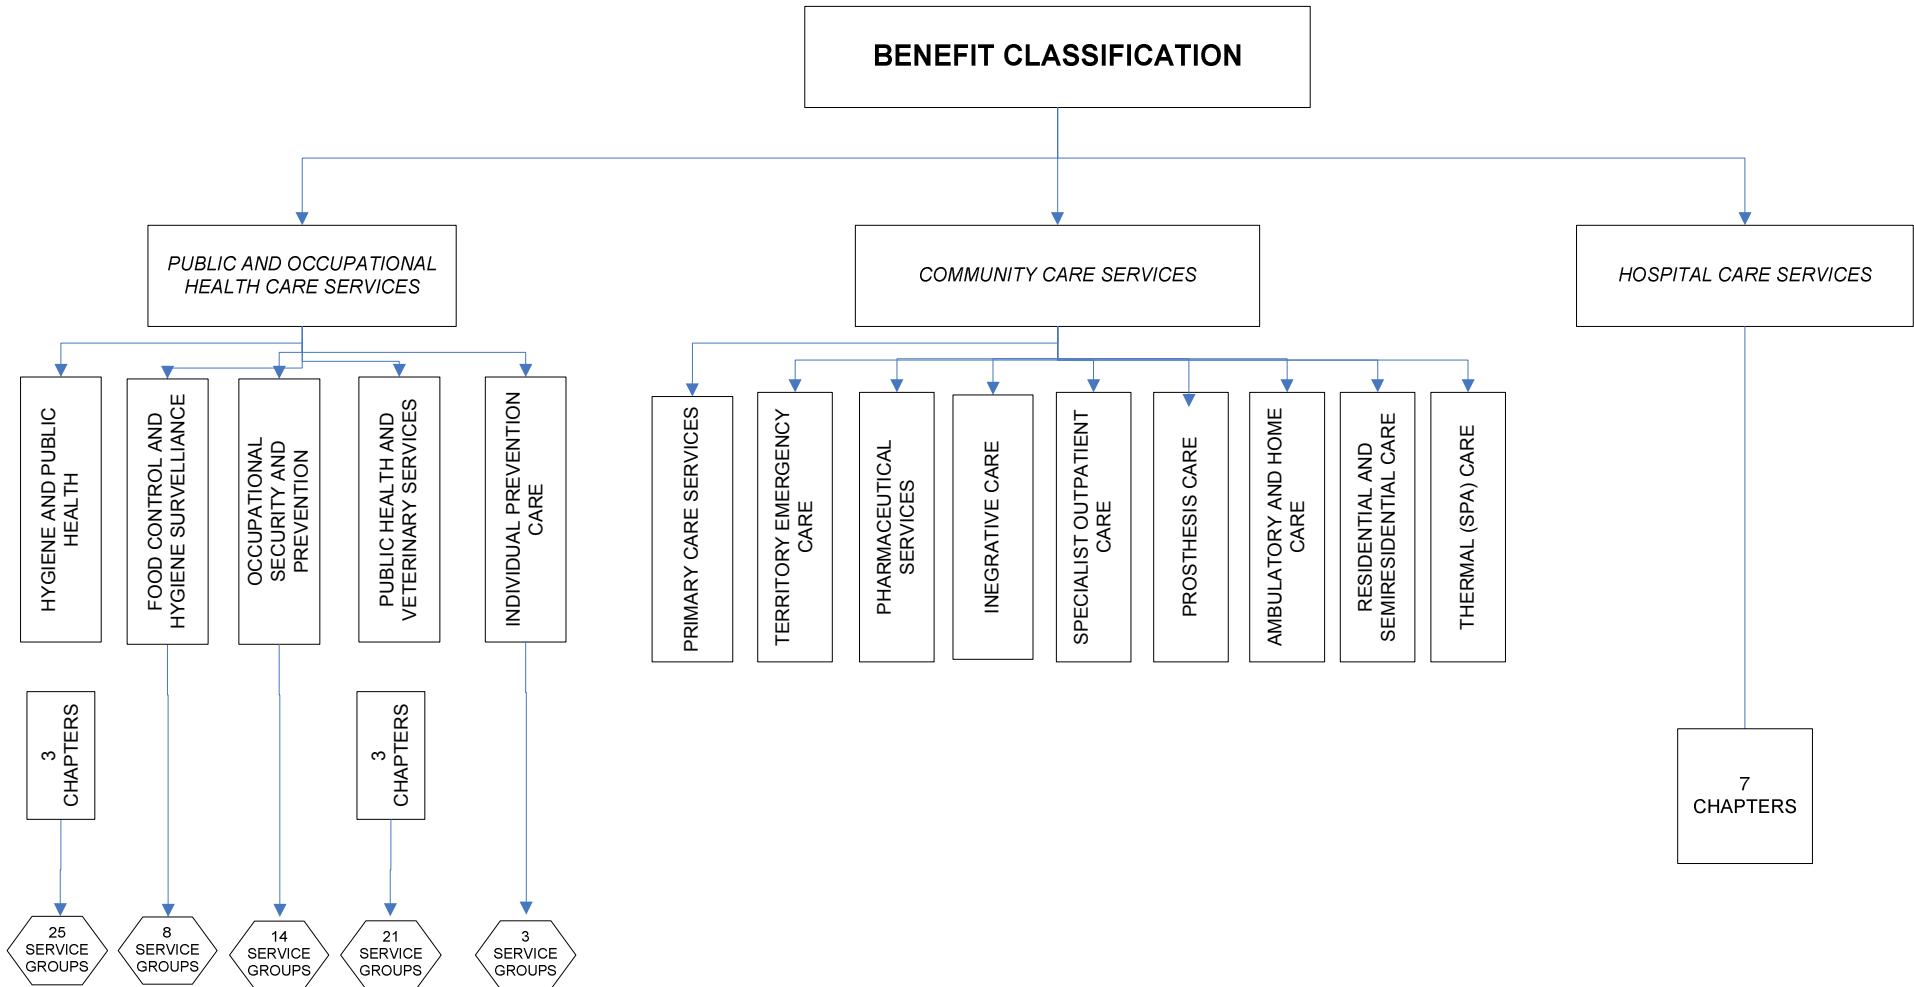 BENEFIT CLASSIFICATION
PUBLIC AND OCCUPATIONAL
HEALTH CARE SERVICES
COMMUNITY CARE SERVICES
HOSPITAL CARE SERVICES
HYGIENE AND PUBLIC
HEALTH
FOOD CONTROL AND
HYGIENE SURVELLIANCE
OCCUPATIONAL
SECURITY AND
PREVENTION
PUBLIC HEALTH AND
VETERINARY SERVICES
INDIVIDUAL PREVENTION
CARE
PRIMARY CARE SERVICES
TERRITORY EMERGENCY
CARE
PHARMACEUTICAL
SERVICES
INEGRATIVE CARE
SPECIALIST OUTPATIENT
CARE
PROSTHESIS CARE
AMBULATORY AND HOME
CARE
RESIDENTIAL AND
SEMIRESIDENTIAL CARE
THERMAL (SPA) CARE
3
CHAPTERS
3
CHAPTERS
7
CHAPTERS
25
SERVICE
GROUPS
8
SERVICE
GROUPS
14
SERVICE
GROUPS
21
SERVICE
GROUPS
3
SERVICE
GROUPS